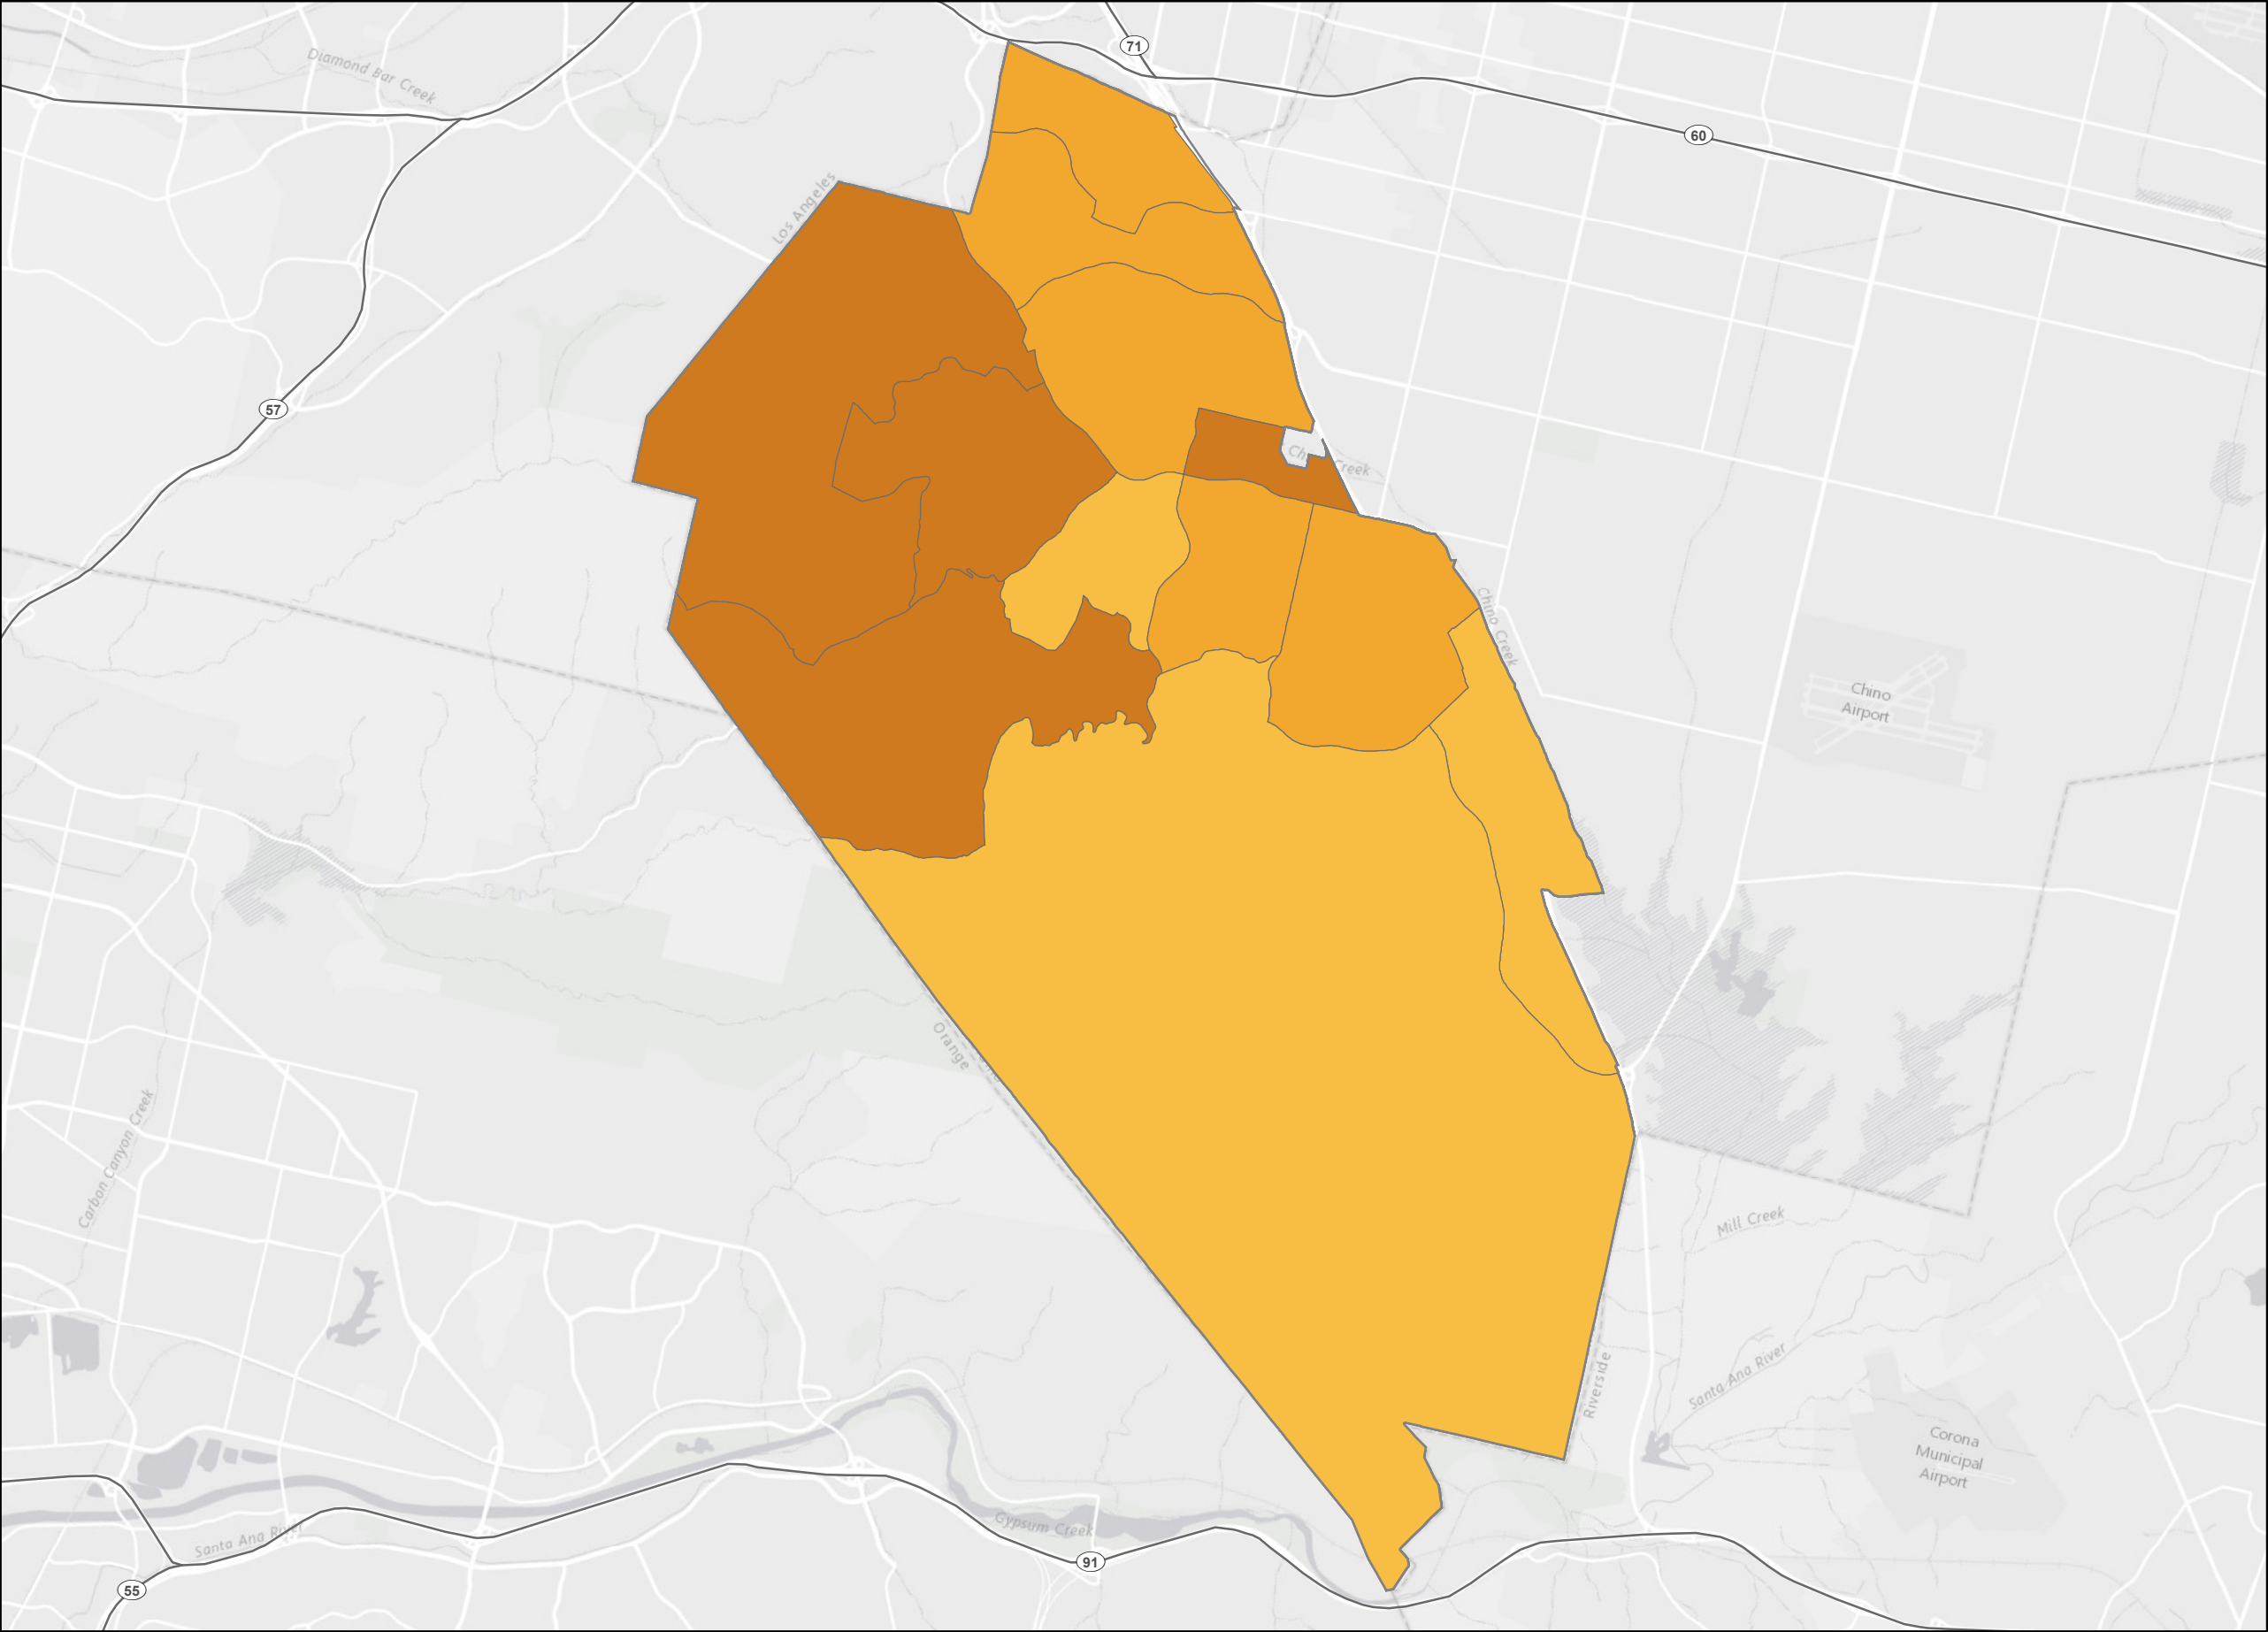 71
Diamond Bar Creek
60
Los Angeles
57
Creek
Chino Creek
Chino
Airport
Orange
Carbon Canyon Creek
Mill Creek
Santa Ana River
Riverside
Corona
Municipal
Airport
Gypsum Creek
Santa Ana River
91
55